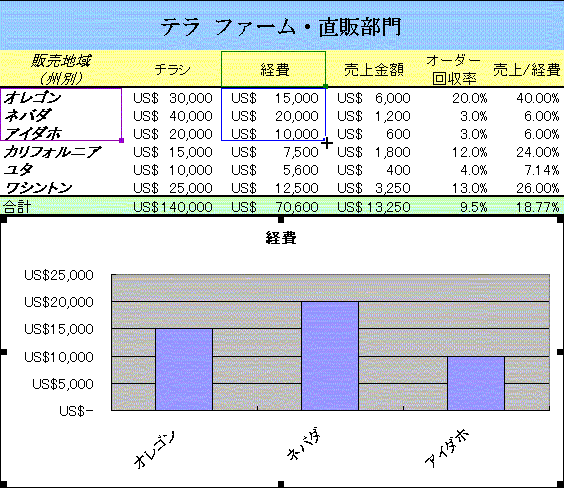 テラ ファーム・直販部門
販売地域 (州別) チラシ 経費 売上金額 オーダー回収率 売上/経費
オレゴン US$ 30,000 US$ 15,000 US$ 6,000 20.0% 40.00%
ネバダ US$ 40,000 US$ 20,000 US$ 1,200 3.0% 6.00%
アイダホ US$ 20,000 US$ 10,000 US$ 600 3.0% 6.00%
カリフォルニア US$ 15,000 7,500 US$ 1,800 12.0% 24.00%
ユタ US$ 10,000 US$ 5,600 US$ 400 4.0% 7.14%
ワシントン US$ 25,000 US$ 12,500 US$ 3,250 13.0% 26.00%
合計 US$140,000 US$ 70,600 US$ 13,250 9.5% 18.77%
経費
US$25,000
US$20,000
US$15,000
US$10,000
US$5,000
US$-
オレゴン ネバダ アイダホ